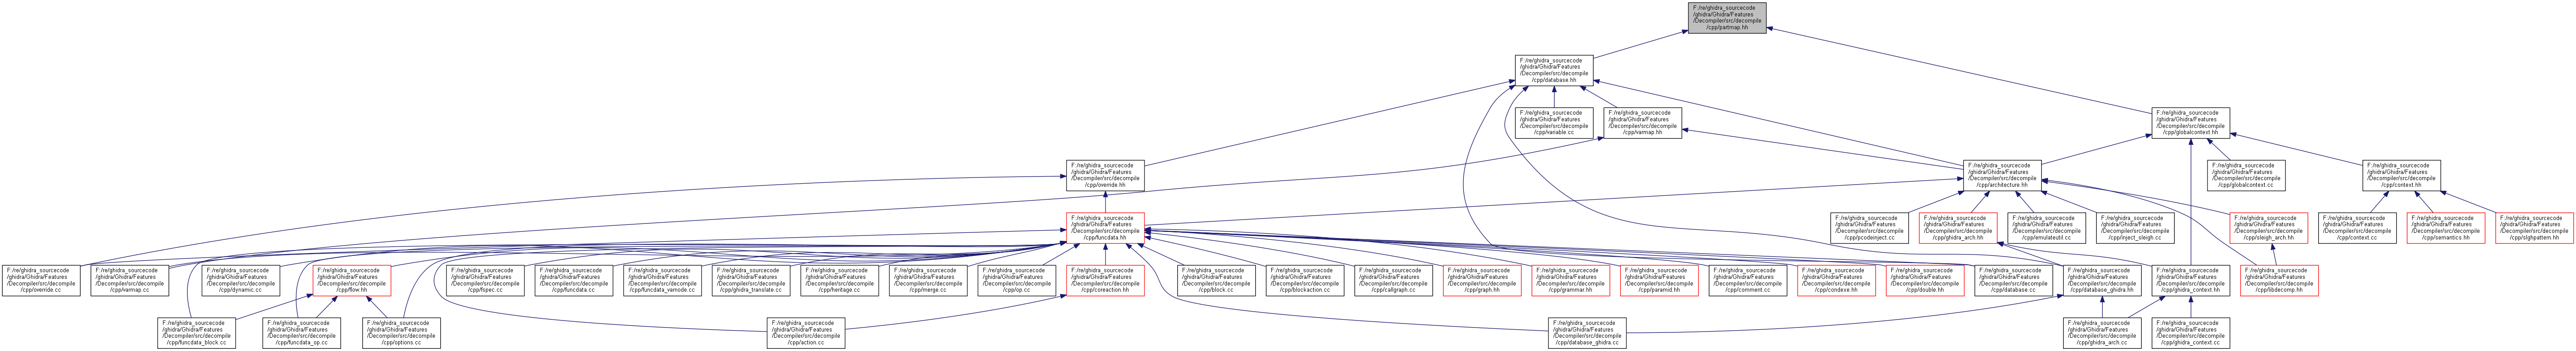 F:/re/ghidra_sourcecode
/ghidra/Ghidra/Features
/Decompiler/src/decompile
/cpp/partmap.hh
F:/re/ghidra_sourcecode
/ghidra/Ghidra/Features
/Decompiler/src/decompile
/cpp/database.hh
F:/re/ghidra_sourcecode
/ghidra/Ghidra/Features
/Decompiler/src/decompile
/cpp/variable.cc
F:/re/ghidra_sourcecode
/ghidra/Ghidra/Features
/Decompiler/src/decompile
/cpp/varmap.hh
F:/re/ghidra_sourcecode
/ghidra/Ghidra/Features
/Decompiler/src/decompile
/cpp/globalcontext.hh
F:/re/ghidra_sourcecode
/ghidra/Ghidra/Features
/Decompiler/src/decompile
/cpp/override.hh
F:/re/ghidra_sourcecode
/ghidra/Ghidra/Features
/Decompiler/src/decompile
/cpp/architecture.hh
F:/re/ghidra_sourcecode
/ghidra/Ghidra/Features
/Decompiler/src/decompile
/cpp/globalcontext.cc
F:/re/ghidra_sourcecode
/ghidra/Ghidra/Features
/Decompiler/src/decompile
/cpp/context.hh
F:/re/ghidra_sourcecode
/ghidra/Ghidra/Features
/Decompiler/src/decompile
/cpp/funcdata.hh
F:/re/ghidra_sourcecode
/ghidra/Ghidra/Features
/Decompiler/src/decompile
/cpp/pcodeinject.cc
F:/re/ghidra_sourcecode
/ghidra/Ghidra/Features
/Decompiler/src/decompile
/cpp/ghidra_arch.hh
F:/re/ghidra_sourcecode
/ghidra/Ghidra/Features
/Decompiler/src/decompile
/cpp/emulateutil.cc
F:/re/ghidra_sourcecode
/ghidra/Ghidra/Features
/Decompiler/src/decompile
/cpp/inject_sleigh.cc
F:/re/ghidra_sourcecode
/ghidra/Ghidra/Features
/Decompiler/src/decompile
/cpp/sleigh_arch.hh
F:/re/ghidra_sourcecode
/ghidra/Ghidra/Features
/Decompiler/src/decompile
/cpp/context.cc
F:/re/ghidra_sourcecode
/ghidra/Ghidra/Features
/Decompiler/src/decompile
/cpp/semantics.hh
F:/re/ghidra_sourcecode
/ghidra/Ghidra/Features
/Decompiler/src/decompile
/cpp/slghpattern.hh
F:/re/ghidra_sourcecode
/ghidra/Ghidra/Features
/Decompiler/src/decompile
/cpp/override.cc
F:/re/ghidra_sourcecode
/ghidra/Ghidra/Features
/Decompiler/src/decompile
/cpp/varmap.cc
F:/re/ghidra_sourcecode
/ghidra/Ghidra/Features
/Decompiler/src/decompile
/cpp/dynamic.cc
F:/re/ghidra_sourcecode
/ghidra/Ghidra/Features
/Decompiler/src/decompile
/cpp/flow.hh
F:/re/ghidra_sourcecode
/ghidra/Ghidra/Features
/Decompiler/src/decompile
/cpp/fspec.cc
F:/re/ghidra_sourcecode
/ghidra/Ghidra/Features
/Decompiler/src/decompile
/cpp/funcdata.cc
F:/re/ghidra_sourcecode
/ghidra/Ghidra/Features
/Decompiler/src/decompile
/cpp/funcdata_varnode.cc
F:/re/ghidra_sourcecode
/ghidra/Ghidra/Features
/Decompiler/src/decompile
/cpp/ghidra_translate.cc
F:/re/ghidra_sourcecode
/ghidra/Ghidra/Features
/Decompiler/src/decompile
/cpp/heritage.cc
F:/re/ghidra_sourcecode
/ghidra/Ghidra/Features
/Decompiler/src/decompile
/cpp/merge.cc
F:/re/ghidra_sourcecode
/ghidra/Ghidra/Features
/Decompiler/src/decompile
/cpp/op.cc
F:/re/ghidra_sourcecode
/ghidra/Ghidra/Features
/Decompiler/src/decompile
/cpp/coreaction.hh
F:/re/ghidra_sourcecode
/ghidra/Ghidra/Features
/Decompiler/src/decompile
/cpp/block.cc
F:/re/ghidra_sourcecode
/ghidra/Ghidra/Features
/Decompiler/src/decompile
/cpp/blockaction.cc
F:/re/ghidra_sourcecode
/ghidra/Ghidra/Features
/Decompiler/src/decompile
/cpp/callgraph.cc
F:/re/ghidra_sourcecode
/ghidra/Ghidra/Features
/Decompiler/src/decompile
/cpp/graph.hh
F:/re/ghidra_sourcecode
/ghidra/Ghidra/Features
/Decompiler/src/decompile
/cpp/grammar.hh
F:/re/ghidra_sourcecode
/ghidra/Ghidra/Features
/Decompiler/src/decompile
/cpp/paramid.hh
F:/re/ghidra_sourcecode
/ghidra/Ghidra/Features
/Decompiler/src/decompile
/cpp/comment.cc
F:/re/ghidra_sourcecode
/ghidra/Ghidra/Features
/Decompiler/src/decompile
/cpp/condexe.hh
F:/re/ghidra_sourcecode
/ghidra/Ghidra/Features
/Decompiler/src/decompile
/cpp/double.hh
F:/re/ghidra_sourcecode
/ghidra/Ghidra/Features
/Decompiler/src/decompile
/cpp/database.cc
F:/re/ghidra_sourcecode
/ghidra/Ghidra/Features
/Decompiler/src/decompile
/cpp/database_ghidra.hh
F:/re/ghidra_sourcecode
/ghidra/Ghidra/Features
/Decompiler/src/decompile
/cpp/ghidra_context.hh
F:/re/ghidra_sourcecode
/ghidra/Ghidra/Features
/Decompiler/src/decompile
/cpp/libdecomp.hh
F:/re/ghidra_sourcecode
/ghidra/Ghidra/Features
/Decompiler/src/decompile
/cpp/funcdata_block.cc
F:/re/ghidra_sourcecode
/ghidra/Ghidra/Features
/Decompiler/src/decompile
/cpp/funcdata_op.cc
F:/re/ghidra_sourcecode
/ghidra/Ghidra/Features
/Decompiler/src/decompile
/cpp/options.cc
F:/re/ghidra_sourcecode
/ghidra/Ghidra/Features
/Decompiler/src/decompile
/cpp/action.cc
F:/re/ghidra_sourcecode
/ghidra/Ghidra/Features
/Decompiler/src/decompile
/cpp/database_ghidra.cc
F:/re/ghidra_sourcecode
/ghidra/Ghidra/Features
/Decompiler/src/decompile
/cpp/ghidra_arch.cc
F:/re/ghidra_sourcecode
/ghidra/Ghidra/Features
/Decompiler/src/decompile
/cpp/ghidra_context.cc